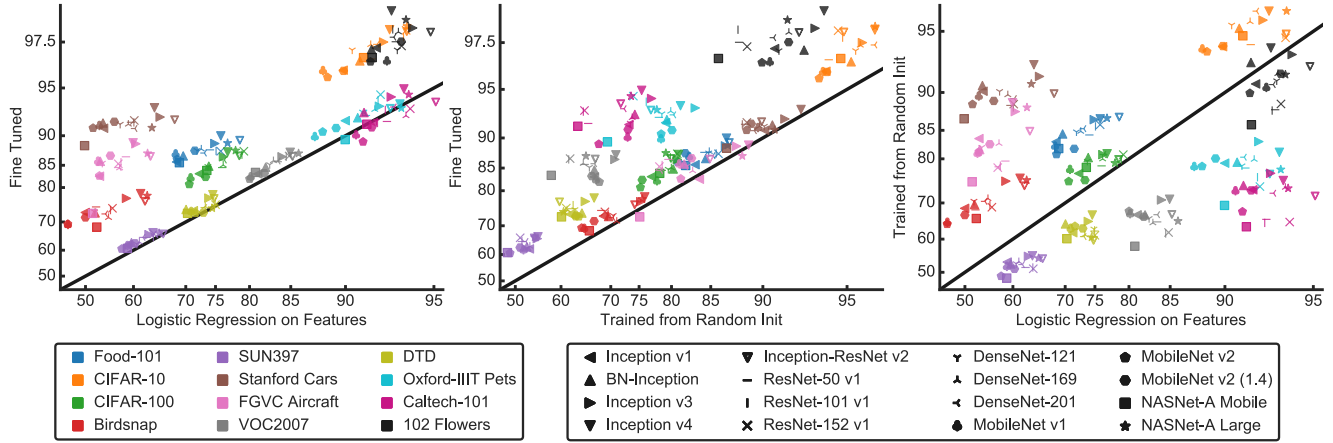 97.5
95
90
85
80
70
60
50
Fine Tuned
50 60 70 75 80 85 90 95
Logistic Regression on Features
97.5
95
90
85
80
70
60
50
Fine Tuned
50 60 70 75 80 85 90 95
Trained from Random Init
95
90
85
80
70
60
50
Trained from Random Init
50 60 70 75 80 85 90 95
Logistic Regression on Features
Food-101 SUN397 DTD
CIFAR-10 Stanford Cars Oxford-IIIT Pets
CIFAR-100 FGVC Aircraft Caltech-101
Birdsnap VOC2007 102 Flowers
Inception v1 Inception-ResNet v2 DenseNet-121 MobileNet v2
BN-Inception ResNet-50 v1 DenseNet-169 MobileNet v2 (1.4)
Inception v3 ResNet-101 v1 DenseNet-201 NASNet-A Mobile
Inception v4 ResNet-152 v1 MobileNet v1 NASNet-A Large